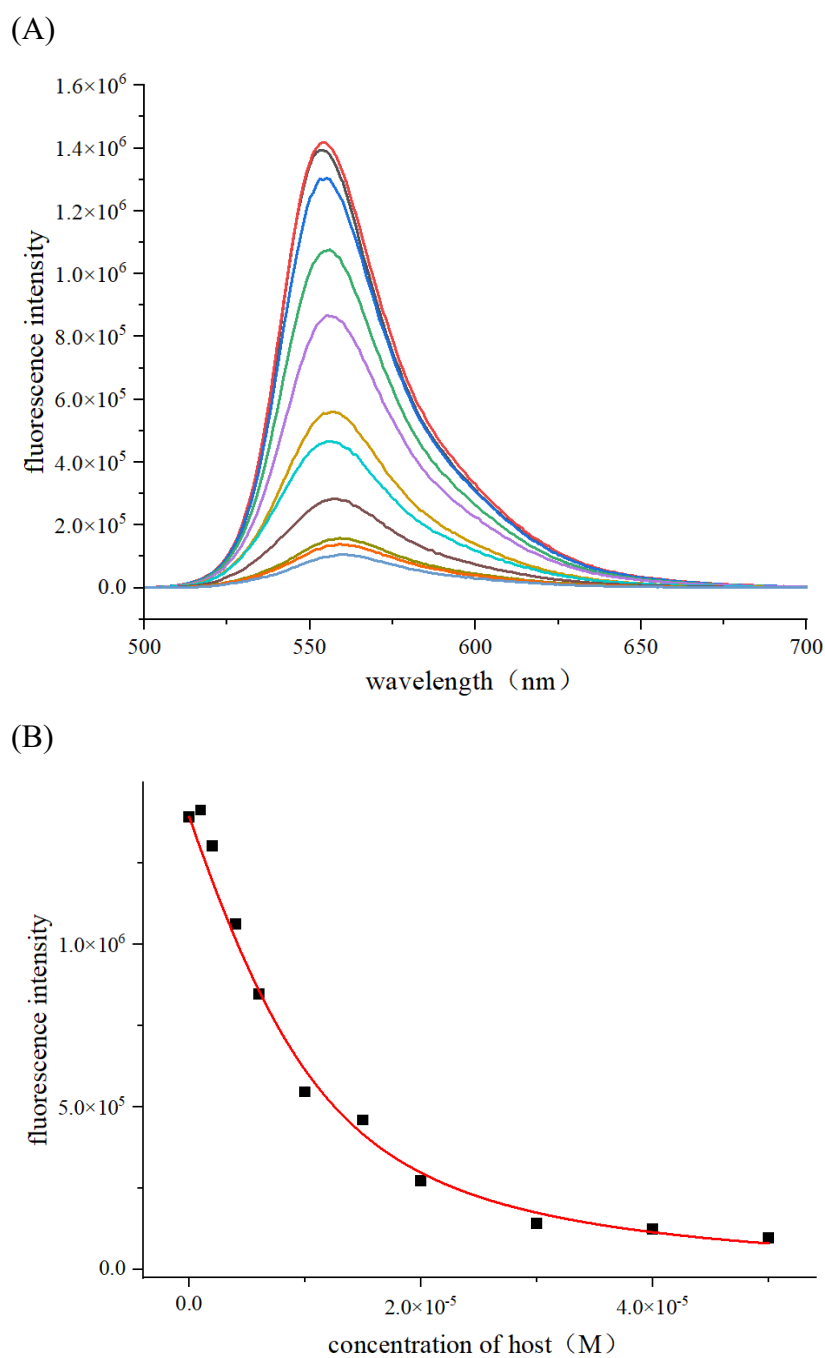 (A)
1.6×10⁶
1.4×10⁶
1.2×10⁶
1.0×10⁶
8.0×10⁵
6.0×10⁵
4.0×10⁵
2.0×10⁵
0.0
fluorescence intensity
500 550 600 650 700
wavelength（nm）
(B)
1.0×10⁶
5.0×10⁵
0.0
fluorescence intensity
0.0 2.0×10⁻⁵ 4.0×10⁻⁵
concentration of host（M）